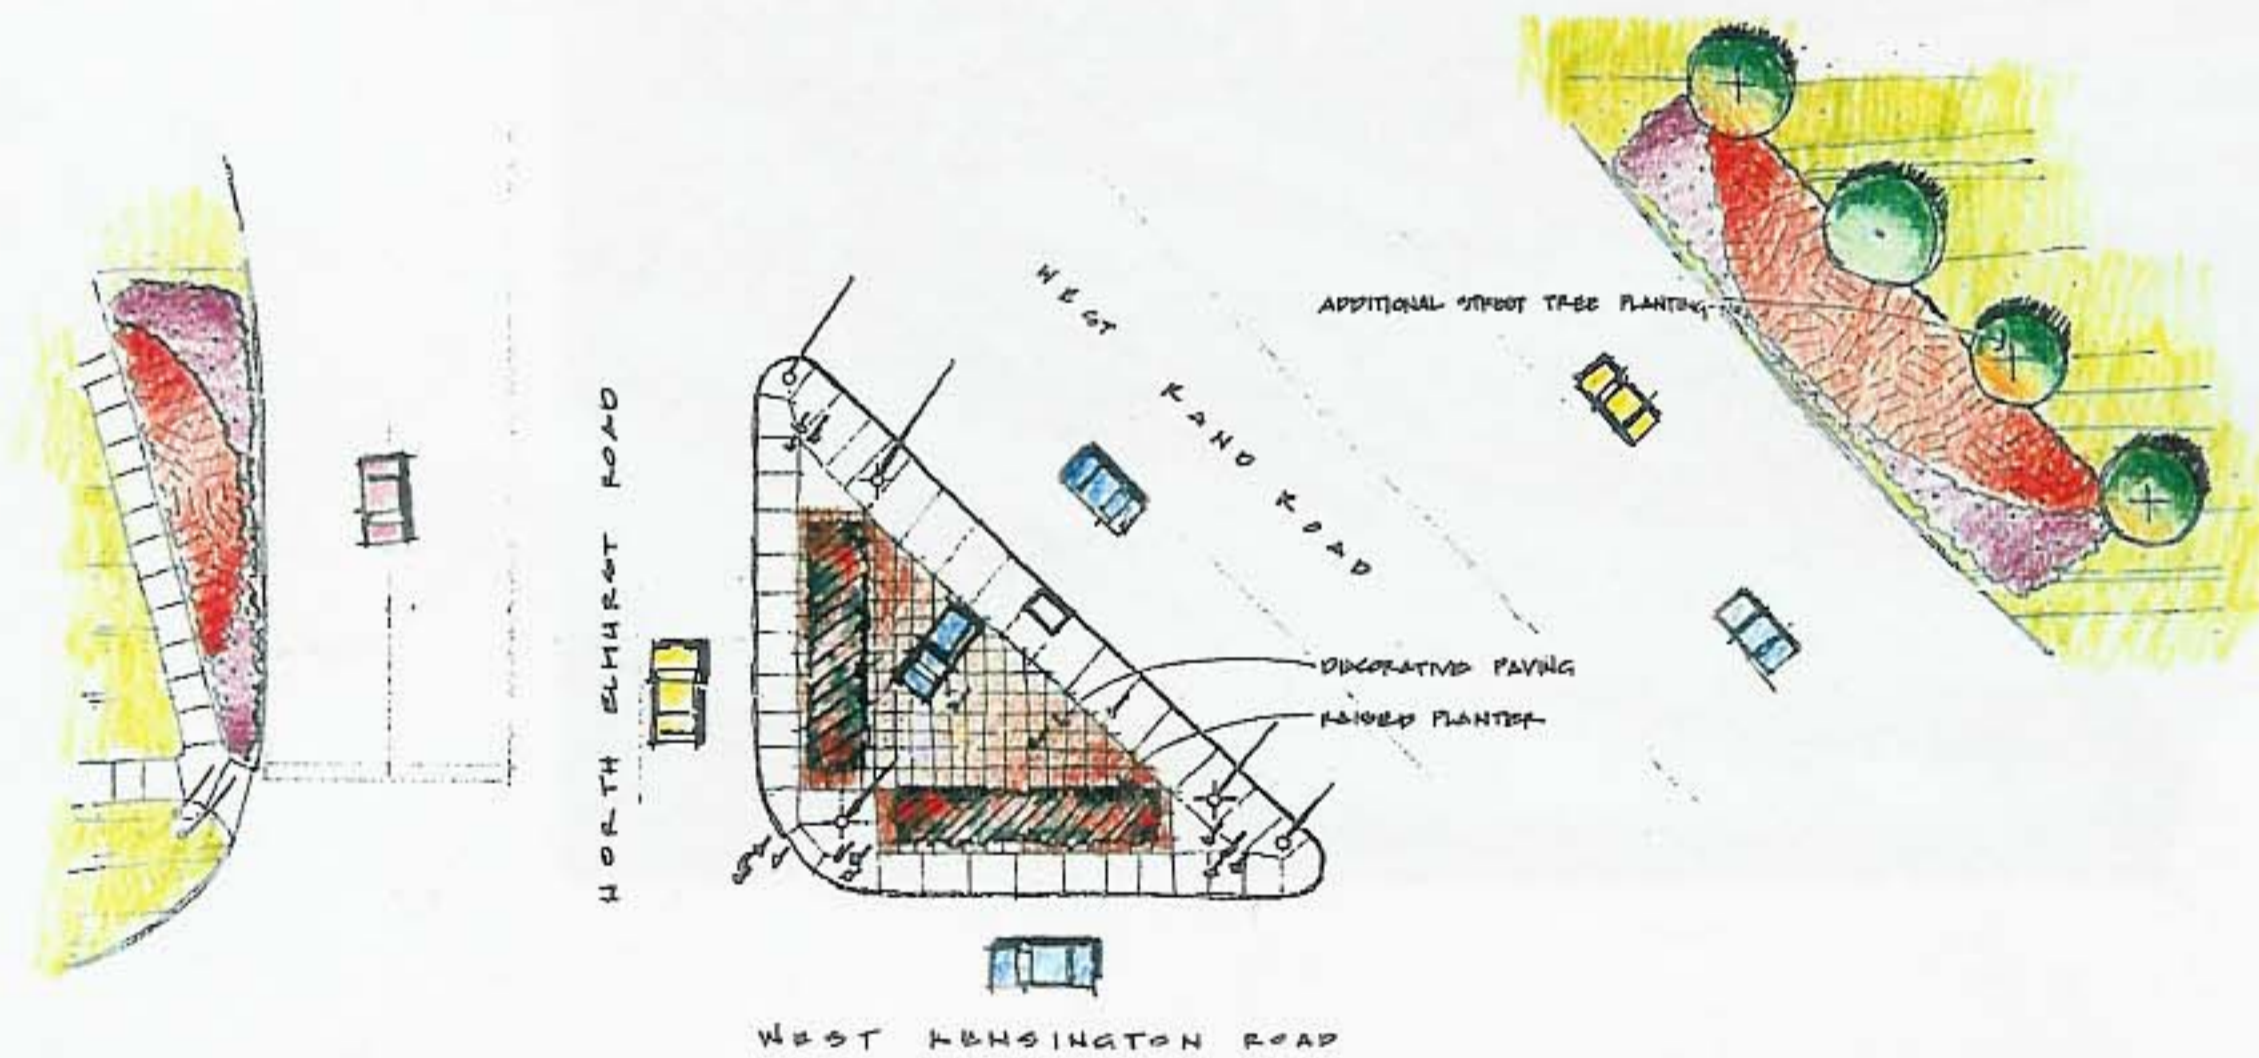 WEST RAND ROAD
ADDITIONAL STREET TREE PLANTING
NORTH ELMHURST ROAD
DECORATIVE PAVING
RAISED PLANTER
WEST KENSINGTON ROAD